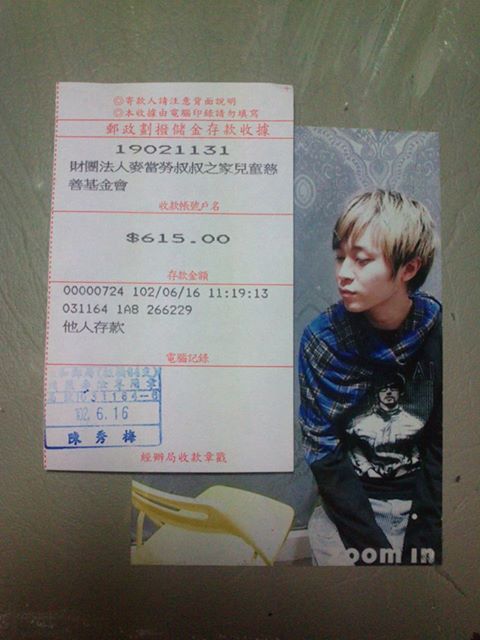 ◎寄款人請注意背面說明
◎本收據由電腦印錄請勿填寫
郵政劃撥儲金存款收據
19021131
財團法人麥當勞叔叔之家兒童慈
善基金會
收款帳號戶名
$615.00
存款金額
00000724 102/06/16 11:19:13
031164 1A8 266229
他人存款
電腦記錄
102.6.16
陳秀梅
經辦局收款章戳
oom in